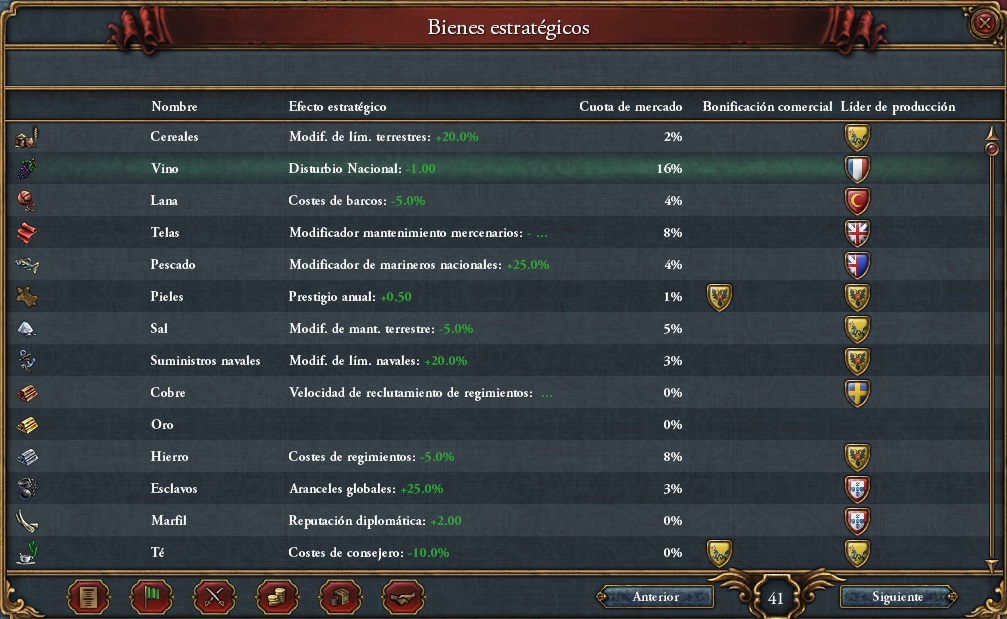 Bienes estratégicos
Nombre Efecto estratégico Cuota de mercado Bonificación comercial Líder de producción
Cereales Modif. de lím. terrestres: +20.0% 2%
Vino Disturbio Nacional: -1.00 16%
Lana Costes de barcos: -5.0% 4%
Telas Modificador mantenimiento mercenarios: - ... 8%
Pescado Modificador de marineros nacionales: +25.0% 4%
Pieles Prestigio anual: +0.50 1%
Sal Modif. de mant. terrestre: -5.0% 5%
Suministros navales Modif. de lím. navales: +20.0% 3%
Cobre Velocidad de reclutamiento de regimientos: ... 0%
Oro 0%
Hierro Costes de regimientos: -5.0% 8%
Esclavos Aranceles globales: +25.0% 3%
Marfil Reputación diplomática: +2.00 0%
Té Costes de consejero: -10.0% 0%
Anterior 41 Siguiente